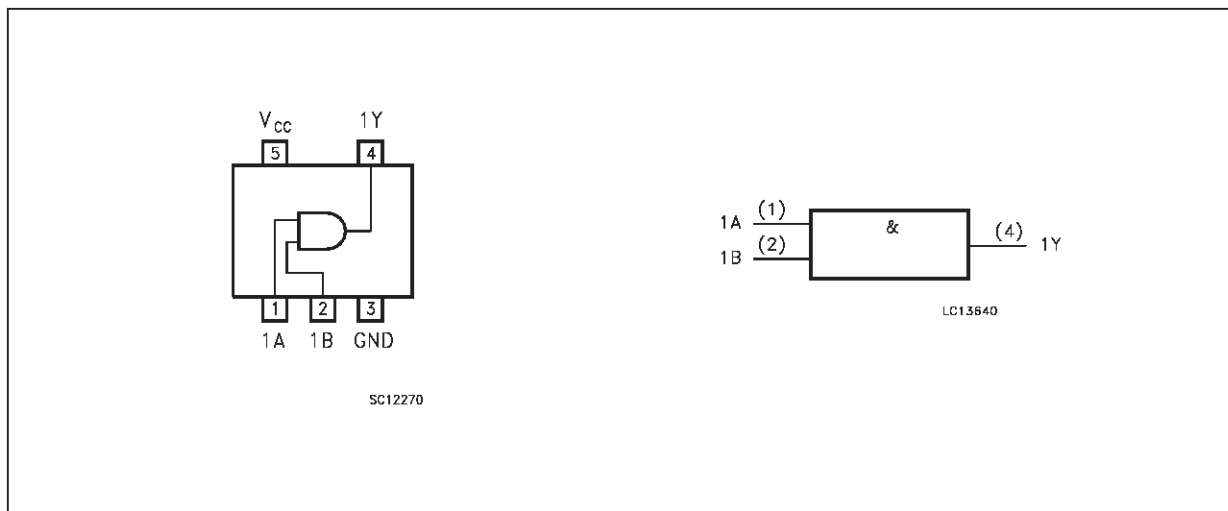 VCC 1Y
5 4
1 2 3
1A 1B GND
SC12270
1A (1)
1B (2)
&
(4) 1Y
LC13640